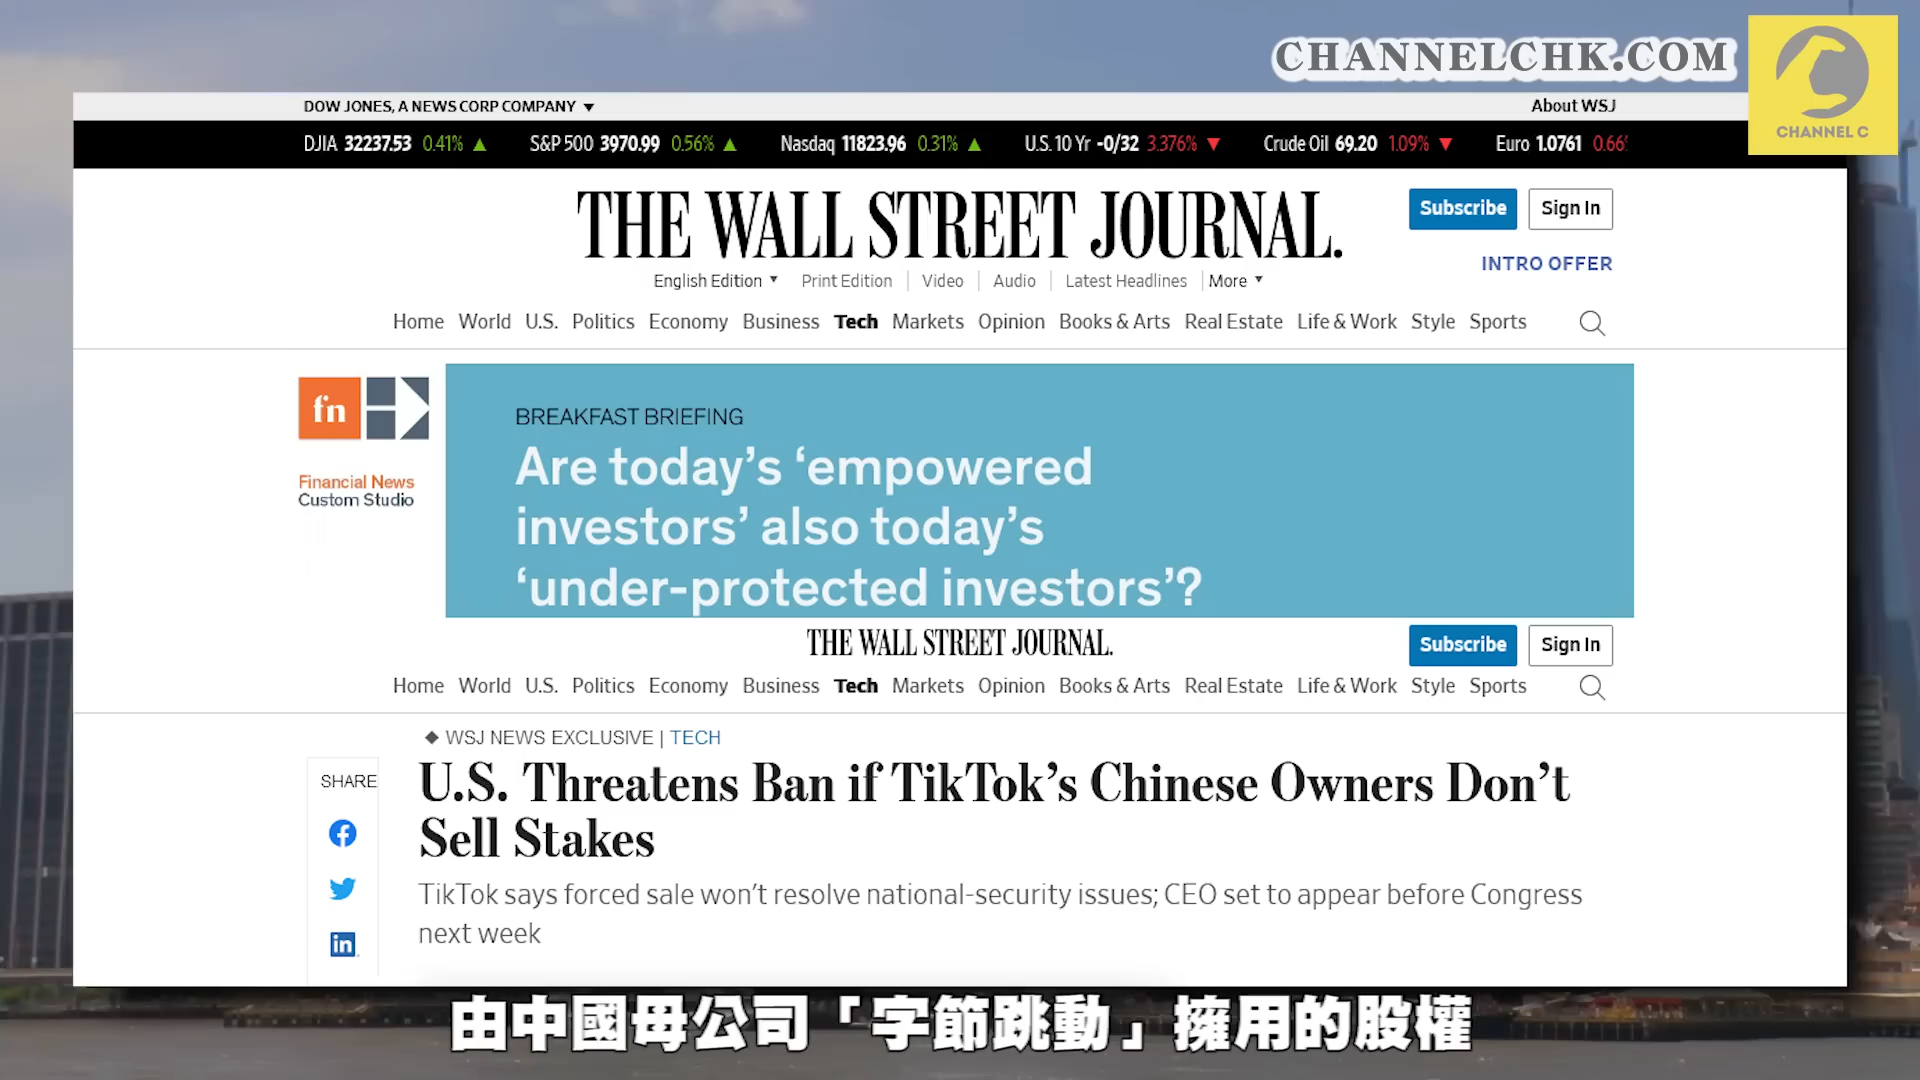 CHANNELCHK.COM
CHANNEL C
DOW JONES, A NEWS CORP COMPANY ▼
About WSJ
DJIA 32237.53 0.41% ▲ S&P 500 3970.99 0.56% ▲ Nasdaq 11823.96 0.31% ▲ U.S. 10 Yr -0/32 3.376% ▼ Crude Oil 69.20 1.09% ▼ Euro 1.0761 0.66
THE WALL STREET JOURNAL.
Subscribe Sign In
INTRO OFFER
English Edition ▼ Print Edition | Video | Audio | Latest Headlines | More ▼
Home World U.S. Politics Economy Business Tech Markets Opinion Books & Arts Real Estate Life & Work Style Sports
fn
Financial News
Custom Studio
BREAKFAST BRIEFING
Are today’s ‘empowered
investors’ also today’s
‘under-protected investors’?
THE WALL STREET JOURNAL.
Subscribe Sign In
Home World U.S. Politics Economy Business Tech Markets Opinion Books & Arts Real Estate Life & Work Style Sports
◆ WSJ NEWS EXCLUSIVE | TECH
SHARE
U.S. Threatens Ban if TikTok’s Chinese Owners Don’t
Sell Stakes
TikTok says forced sale won’t resolve national-security issues; CEO set to appear before Congress
next week
in
由中國母公司「字節跳動」擁用的股權